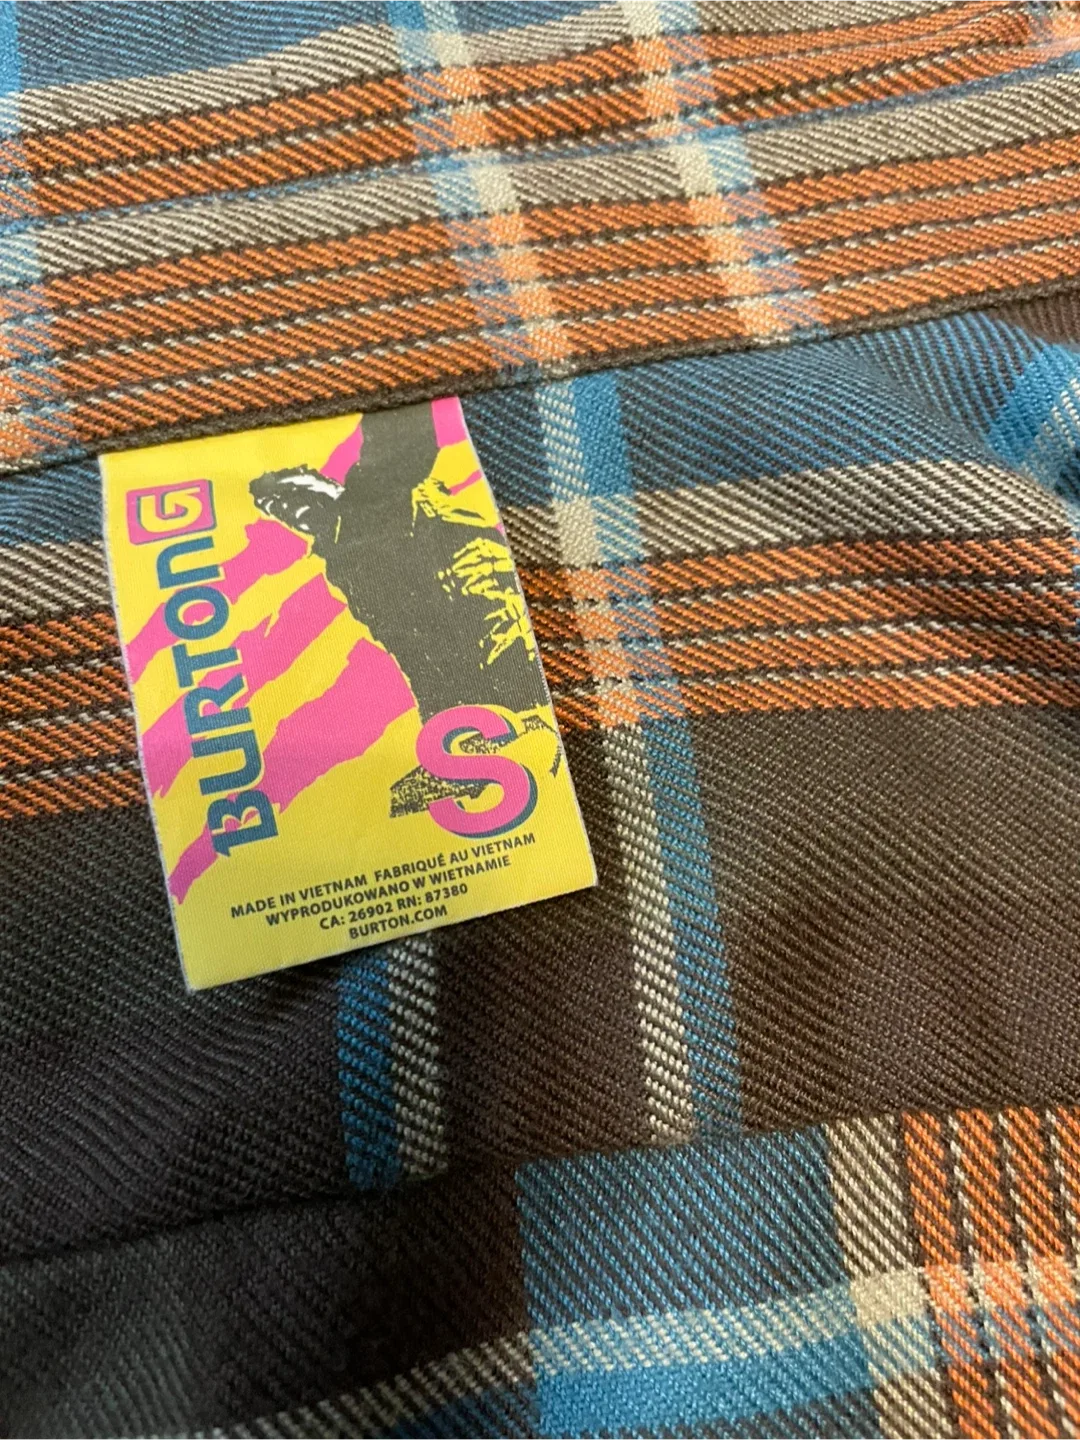 BURTON
S
MADE IN VIETNAM FABRIQUÉ AU VIETNAM
WYPRODUKOWANO W WIETNAMIE
CA: 26902 RN: 87380
BURTON.COM